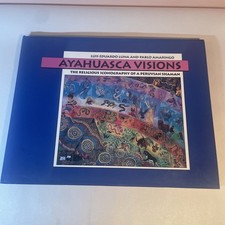 LUIS EDUARDO LUNA AND PABLO AMARINGO
AYAHUASCA VISIONS
THE RELIGIOUS ICONOGRAPHY OF A PERUVIAN SHAMAN